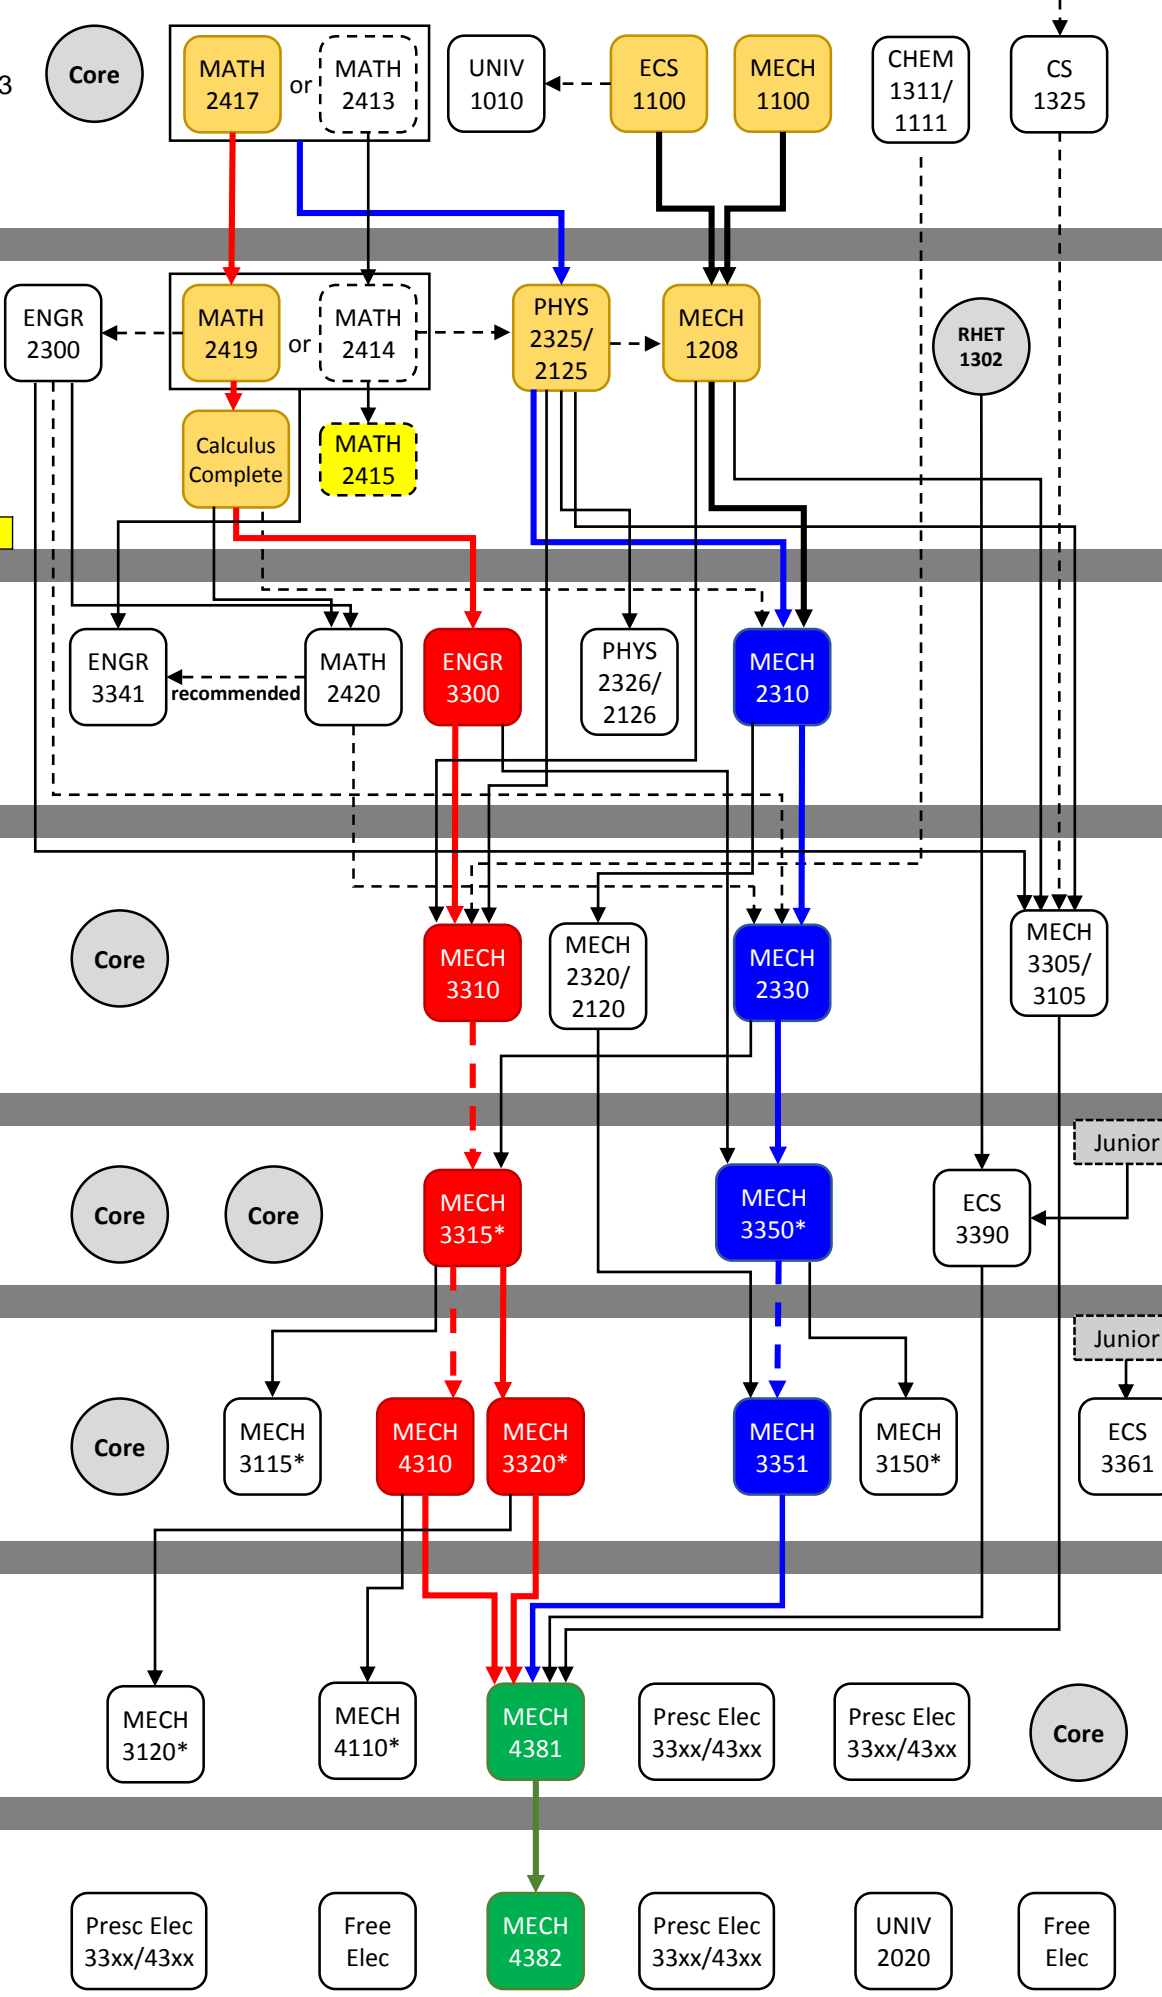 3
Core
MATH
2417
or
MATH
2413
UNIV
1010
ECS
1100
MECH
1100
CHEM
1311/
1111
CS
1325
ENGR
2300
MATH
2419
or
MATH
2414
PHYS
2325/
2125
MECH
1208
RHET
1302
Calculus
Complete
MATH
2415
ENGR
3341
recommended
MATH
2420
ENGR
3300
PHYS
2326/
2126
MECH
2310
Core
MECH
3310
MECH
2320/
2120
MECH
2330
MECH
3305/
3105
Junior
Core
Core
MECH
3315*
MECH
3350*
ECS
3390
Junior
Core
MECH
3115*
MECH
4310
MECH
3320*
MECH
3351
MECH
3150*
ECS
3361
MECH
3120*
MECH
4110*
MECH
4381
Presc Elec
33xx/43xx
Presc Elec
33xx/43xx
Core
Presc Elec
33xx/43xx
Free
Elec
MECH
4382
Presc Elec
33xx/43xx
UNIV
2020
Free
Elec